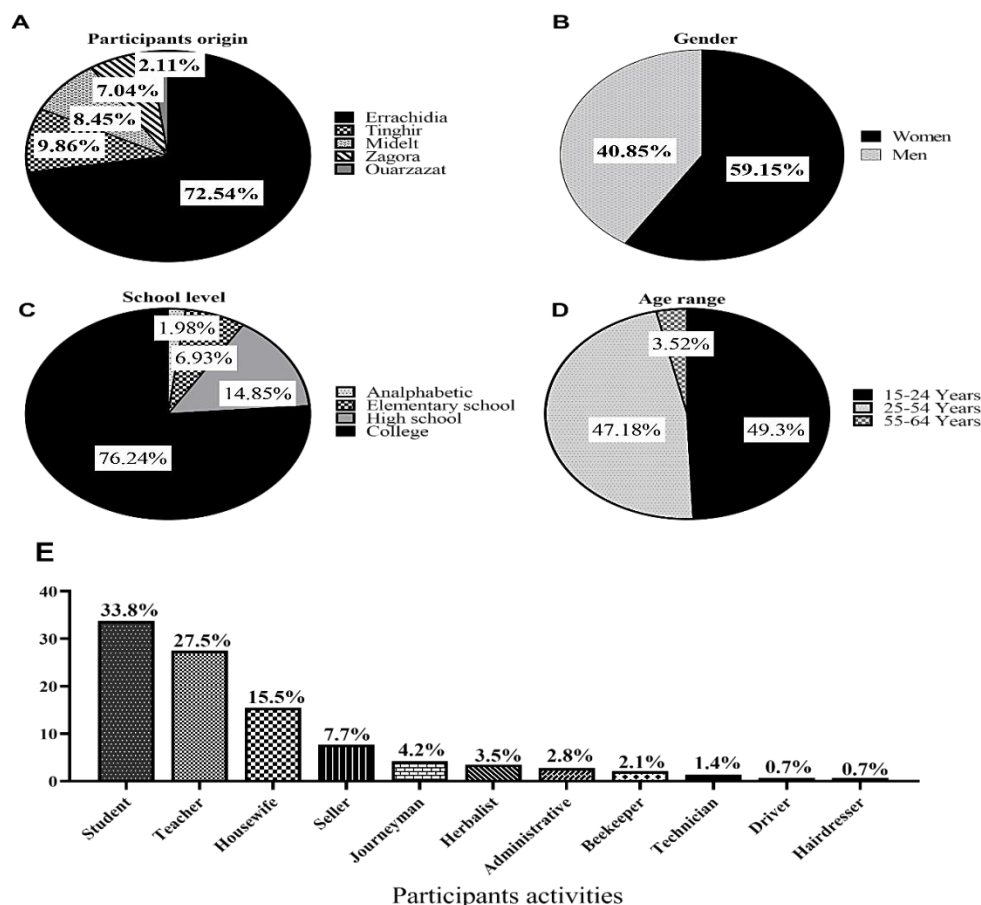 A
Participants origin
2.11%
7.04%
8.45%
9.86%
72.54%
Errachidia
Tinghir
Midelt
Zagora
Ouarzazat
B
Gender
40.85%
59.15%
Women
Men
C
School level
1.98%
6.93%
14.85%
76.24%
Analphabetic
Elementary school
High school
College
D
Age range
3.52%
47.18%
49.3%
15-24 Years
25-54 Years
55-64 Years
E
40
30
20
10
0
33.8%
27.5%
15.5%
7.7%
4.2%
3.5%
2.8%
2.1%
1.4%
0.7%
0.7%
Student
Teacher
Housewife
Seller
Journeyman
Herbalist
Administrative
Beekeeper
Technician
Driver
Hairdresser
Participants activities